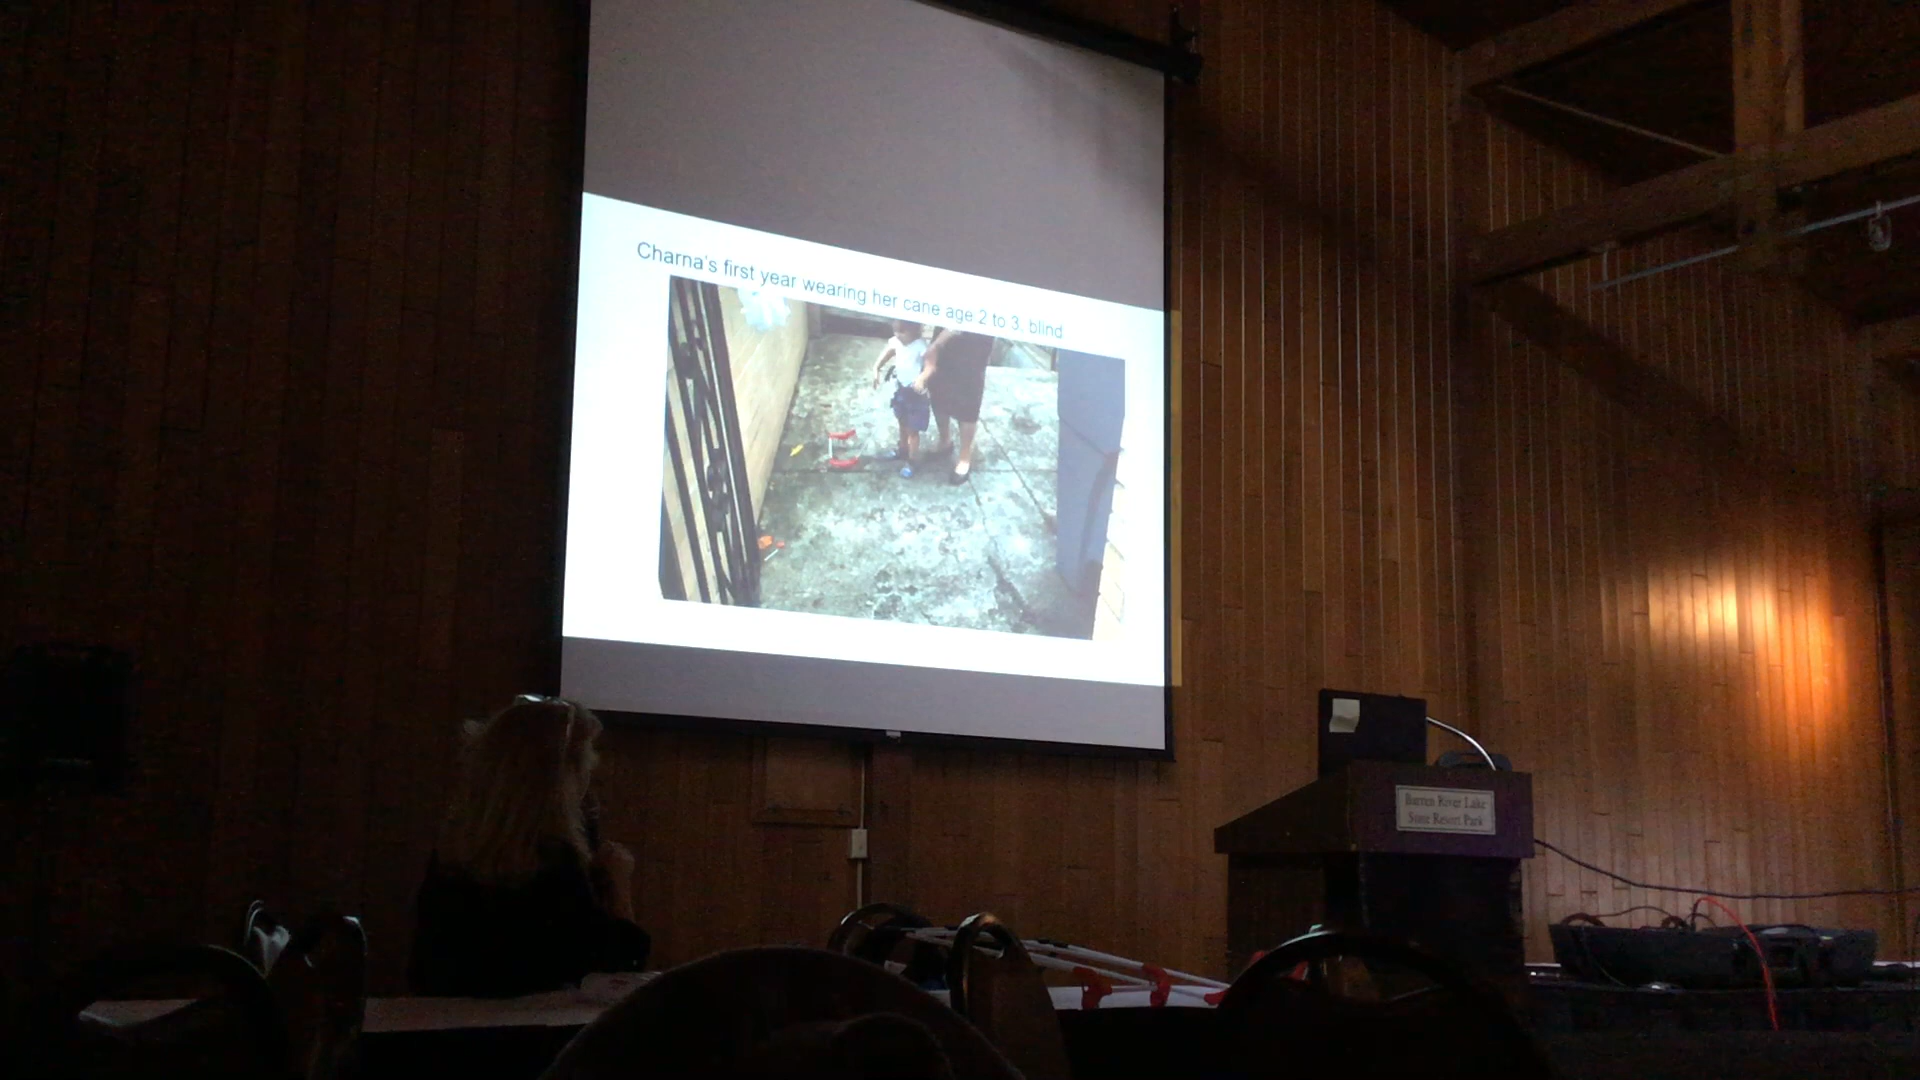 Charna's first year wearing her cane age 2 to 3, blind
Barren River Lake
State Resort Park